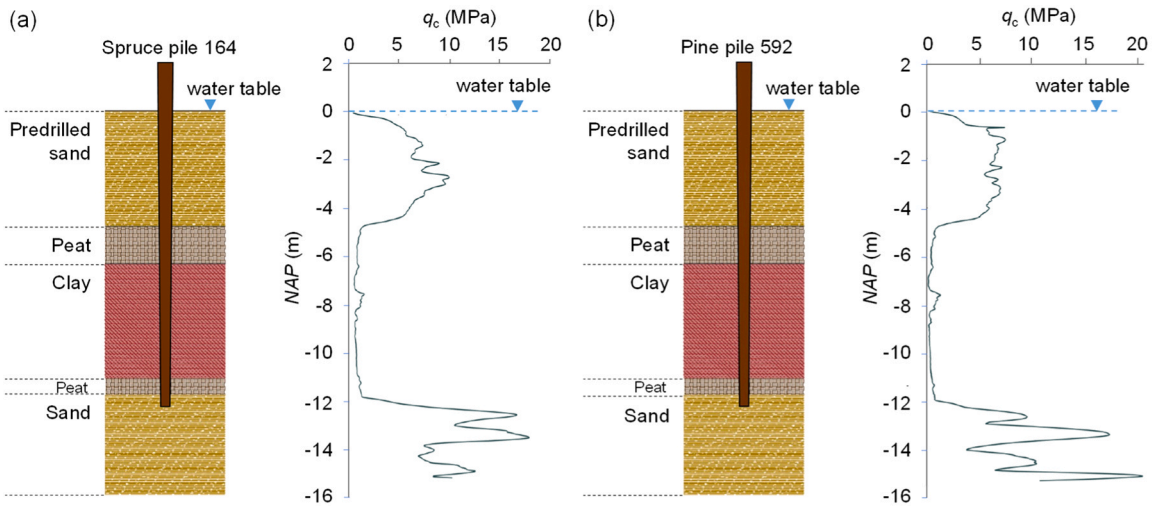 (a)
Spruce pile 164
water table
Predrilled
sand
Peat
Clay
Peat
Sand
qc (MPa)
0 5 10 15 20
water table
NAP (m)
2
0
-2
-4
-6
-8
-10
-12
-14
-16
(b)
Pine pile 592
water table
Predrilled
sand
Peat
Clay
Peat
Sand
qc (MPa)
0 5 10 15 20
water table
NAP (m)
2
0
-2
-4
-6
-8
-10
-12
-14
-16